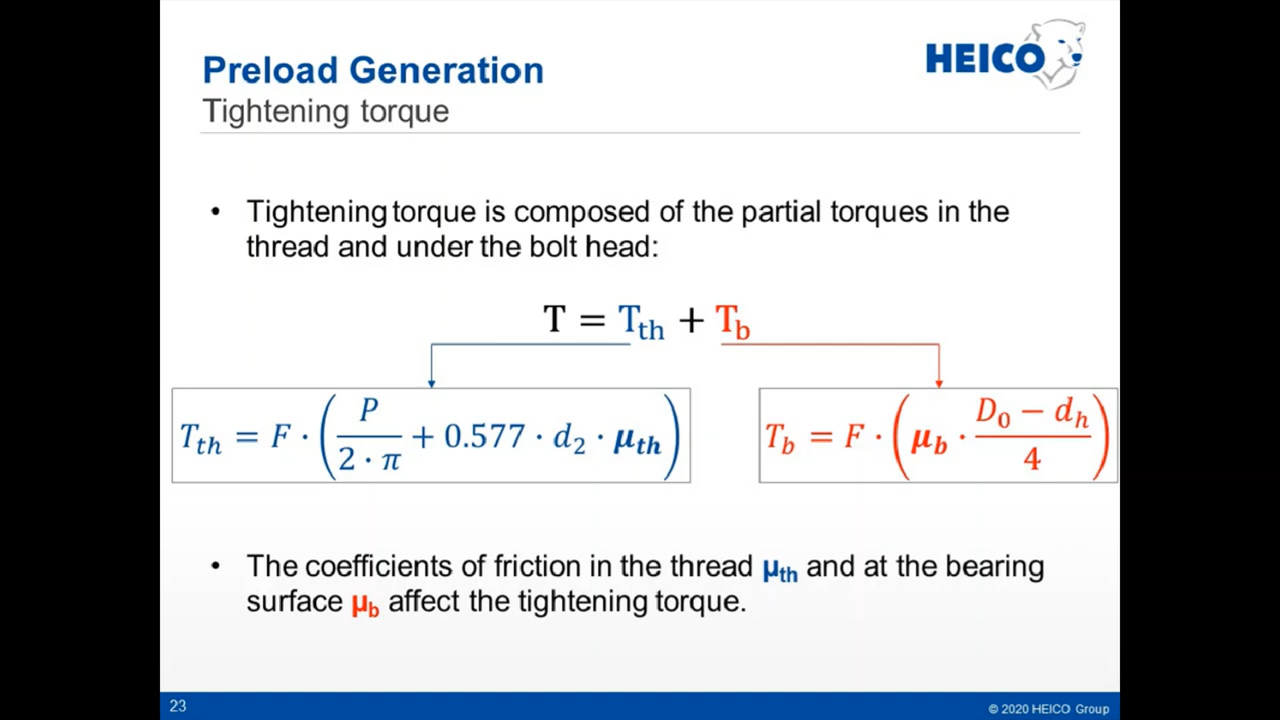 Preload Generation
HEICO
Tightening torque
• Tightening torque is composed of the partial torques in the
thread and under the bolt head:
T = T_th + T_b
T_th = F · (P / (2 · π) + 0.577 · d_2 · μ_th)
T_b = F · (μ_b · (D_0 − d_h) / 4)
• The coefficients of friction in the thread μ_th and at the bearing
surface μ_b affect the tightening torque.
23
© 2020 HEICO Group